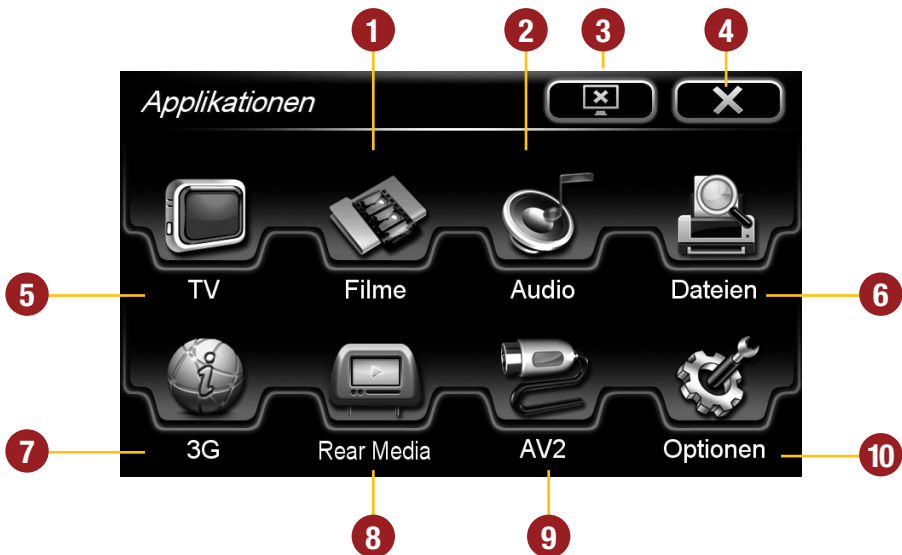 1 2 3 4
Applikationen
TV Filme Audio Dateien
5 6
3G Rear Media AV2 Optionen
7 10
8 9